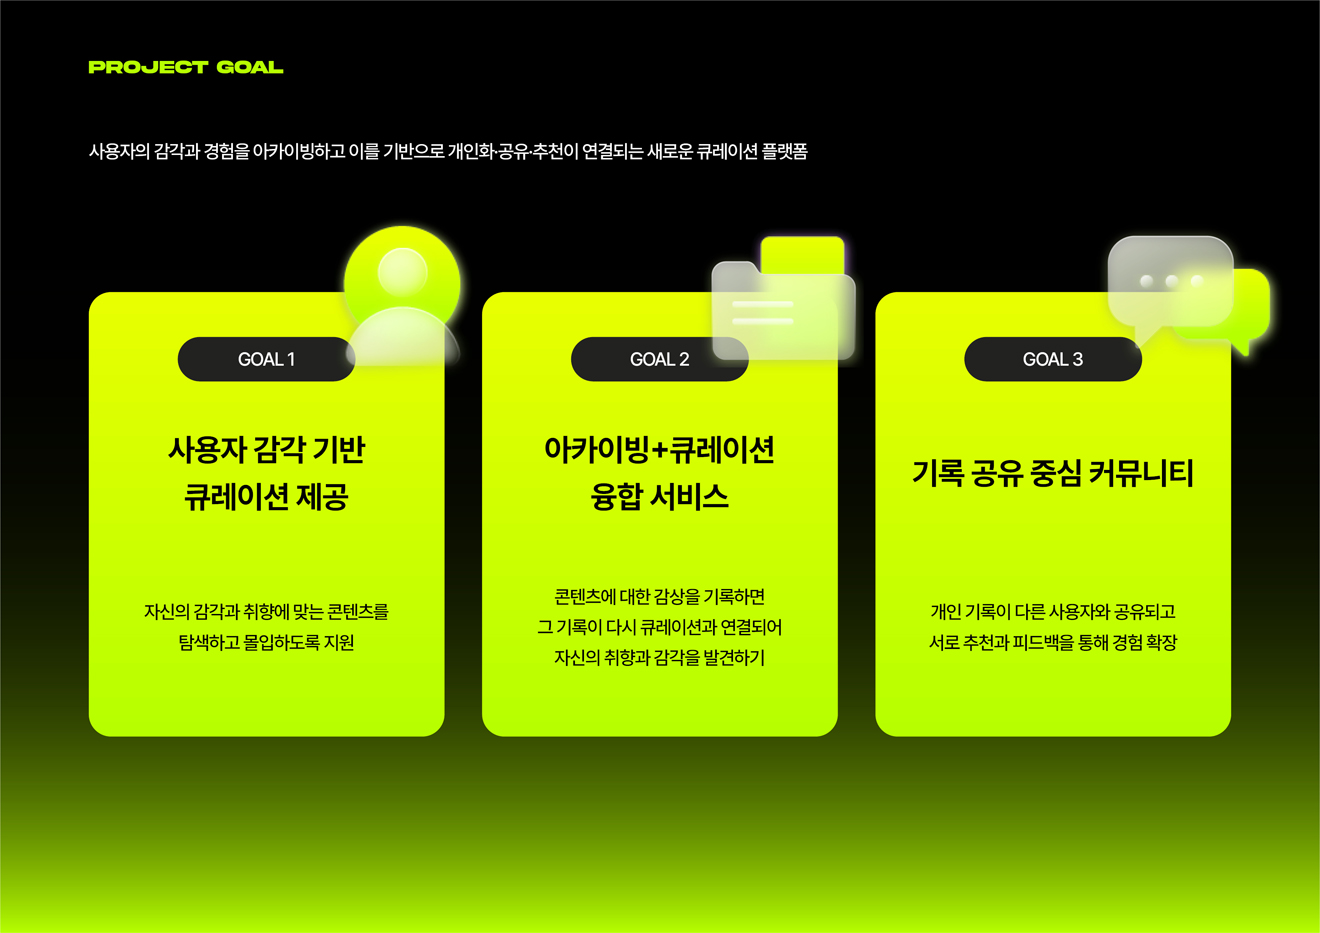 PROJECT GOAL
사용자의 감각과 경험을 아카이빙하고 이를 기반으로 개인화·공유·추천이 연결되는 새로운 큐레이션 플랫폼
GOAL 1
사용자 감각 기반
큐레이션 제공
자신의 감각과 취향에 맞는 콘텐츠를
탐색하고 몰입하도록 지원
GOAL 2
아카이빙+큐레이션
융합 서비스
콘텐츠에 대한 감상을 기록하면
그 기록이 다시 큐레이션과 연결되어
자신의 취향과 감각을 발견하기
GOAL 3
기록 공유 중심 커뮤니티
개인 기록이 다른 사용자와 공유되고
서로 추천과 피드백을 통해 경험 확장